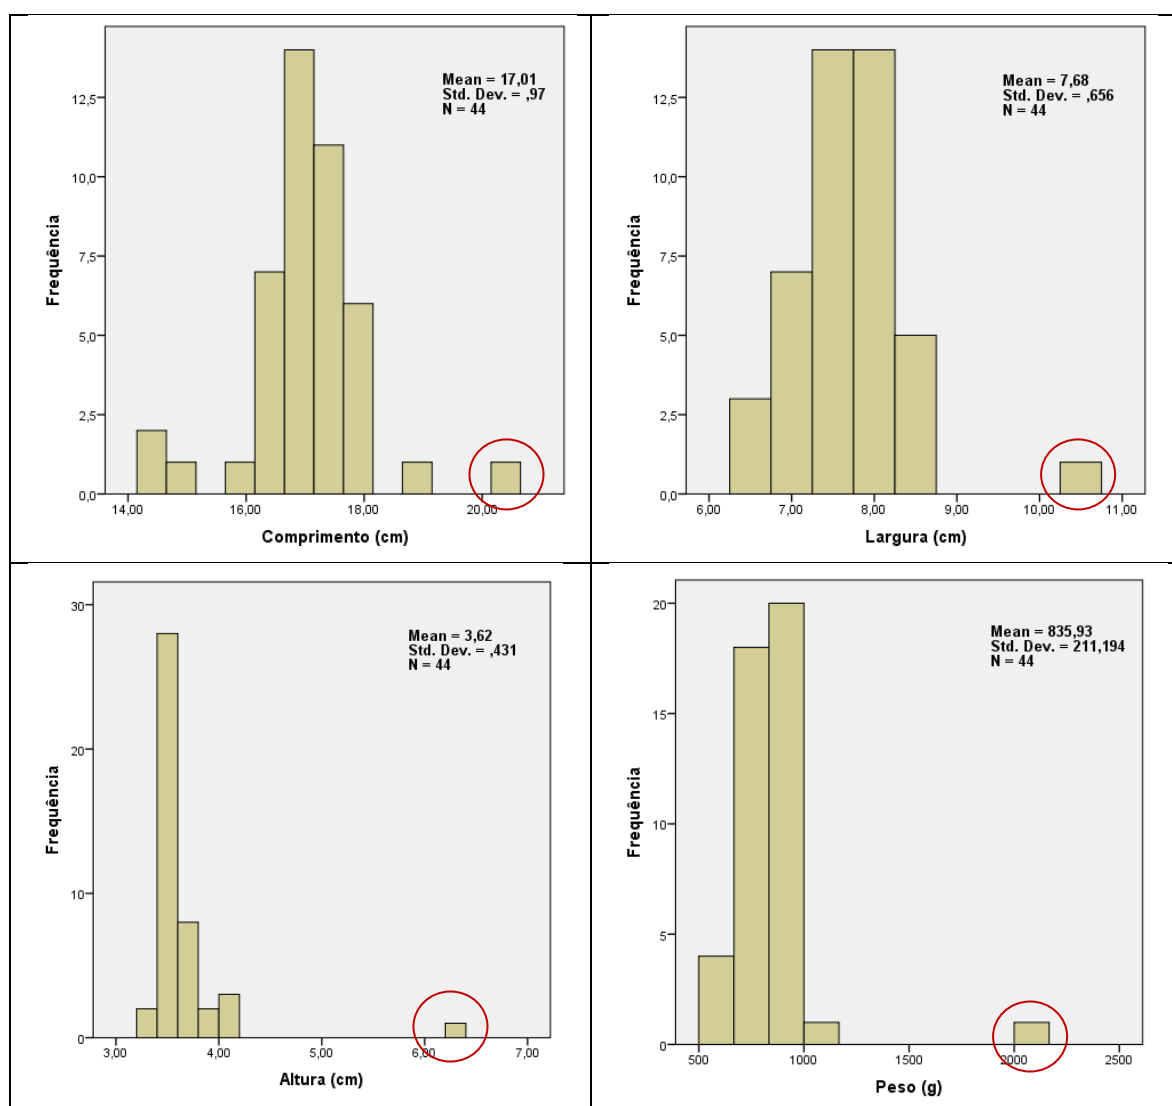 Mean = 17,01
Std. Dev. = ,97
N = 44
12,5
10,0
7,5
5,0
2,5
0,0
Frequência
14,00 16,00 18,00 20,00
Comprimento (cm)
Mean = 7,68
Std. Dev. = ,656
N = 44
12,5
10,0
7,5
5,0
2,5
0,0
Frequência
6,00 7,00 8,00 9,00 10,00 11,00
Largura (cm)
Mean = 3,62
Std. Dev. = ,431
N = 44
30
20
10
0
Frequência
3,00 4,00 5,00 6,00 7,00
Altura (cm)
Mean = 835,93
Std. Dev. = 211,194
N = 44
20
15
10
5
0
Frequência
500 1000 1500 2000 2500
Peso (g)